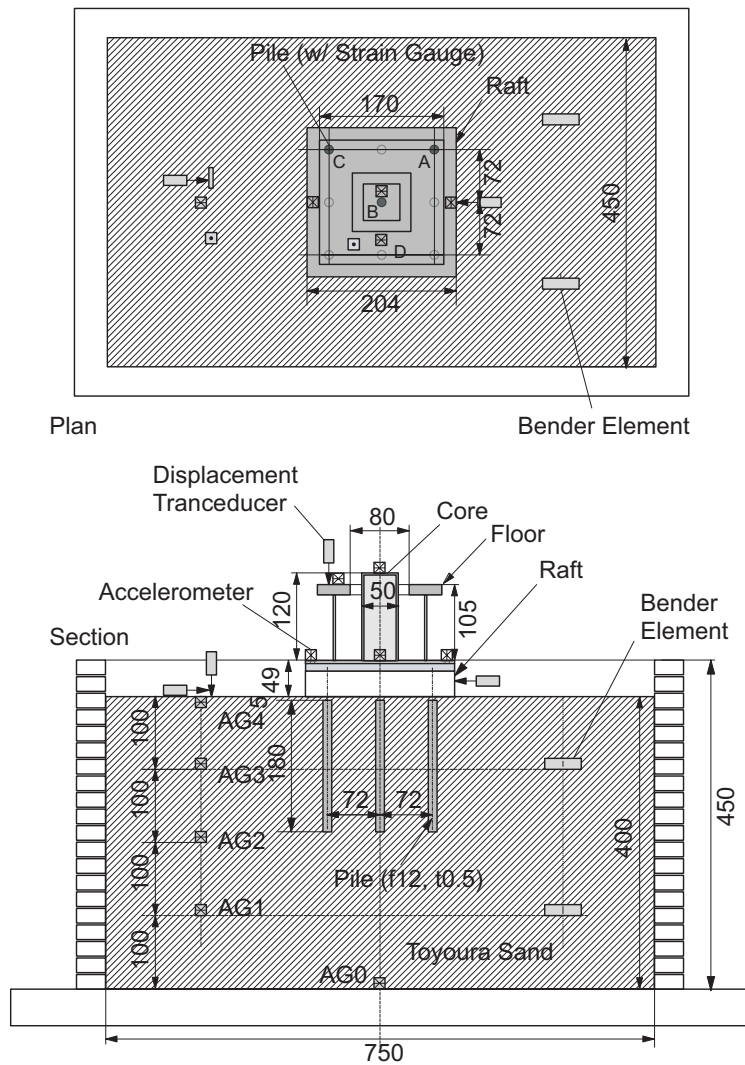 Pile (w/ Strain Gauge)
170
Raft
C
A
72
B
72
D
450
204
Plan
Bender Element
Displacement
Tranceducer
80
Core
Floor
Raft
Accelerometer
120
50
105
Bender
Element
Section
49
5
AG4
100
180
AG3
72
72
100
AG2
Pile (f12, t0.5)
400
450
100
AG1
Toyoura Sand
100
AG0
750